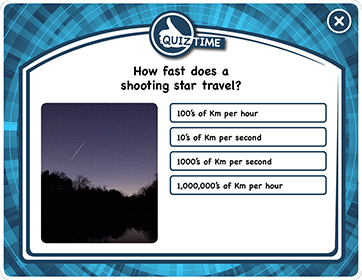 QUIZ TIME
How fast does a
shooting star travel?
100's of Km per hour
10's of Km per second
1000's of Km per second
1,000,000's of Km per hour